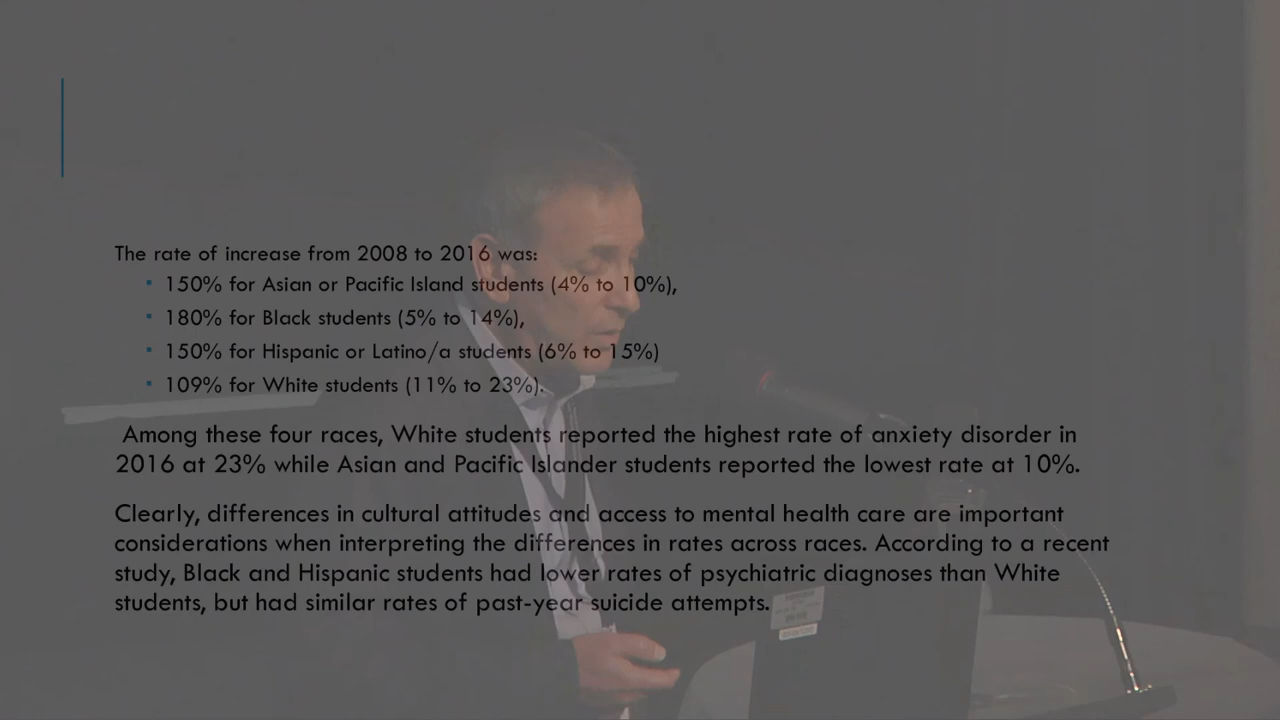 The rate of increase from 2008 to 2016 was:
▪ 150% for Asian or Pacific Island students (4% to 10%),
▪ 180% for Black students (5% to 14%),
▪ 150% for Hispanic or Latino/a students (6% to 15%)
▪ 109% for White students (11% to 23%).
Among these four races, White students reported the highest rate of anxiety disorder in
2016 at 23% while Asian and Pacific Islander students reported the lowest rate at 10%.
Clearly, differences in cultural attitudes and access to mental health care are important
considerations when interpreting the differences in rates across races. According to a recent
study, Black and Hispanic students had lower rates of psychiatric diagnoses than White
students, but had similar rates of past-year suicide attempts.